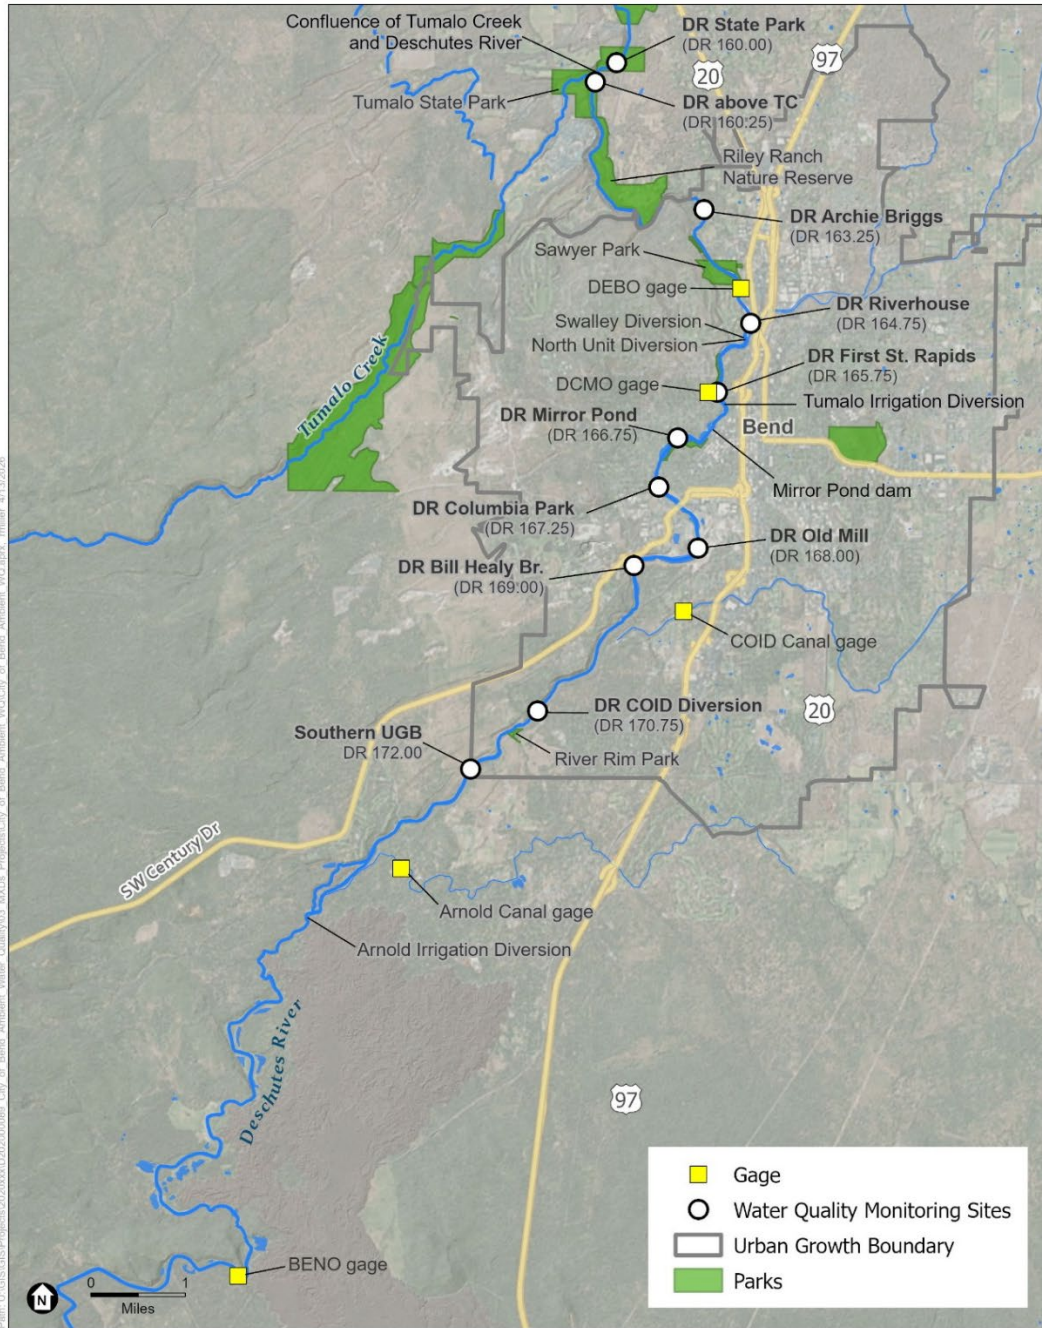 Confluence of Tumalo Creek
and Deschutes River
DR State Park
(DR 160.00)
97
20
Tumalo State Park
DR above TC
(DR 160.25)
Riley Ranch
Nature Reserve
DR Archie Briggs
(DR 163.25)
Sawyer Park
DEBO gage
DR Riverhouse
(DR 164.75)
Swalley Diversion
North Unit Diversion
DR First St. Rapids
(DR 165.75)
DCMO gage
Tumalo Irrigation Diversion
Tumalo Creek
DR Mirror Pond
(DR 166.75)
Bend
Mirror Pond dam
DR Columbia Park
(DR 167.25)
DR Old Mill
(DR 168.00)
DR Bill Healy Br.
(DR 169.00)
COID Canal gage
DR COID Diversion
(DR 170.75)
20
Southern UGB
DR 172.00
River Rim Park
SW Century Dr
Arnold Canal gage
Arnold Irrigation Diversion
Deschutes River
97
BENO gage
N
0 1
Miles
Gage
Water Quality Monitoring Sites
Urban Growth Boundary
Parks